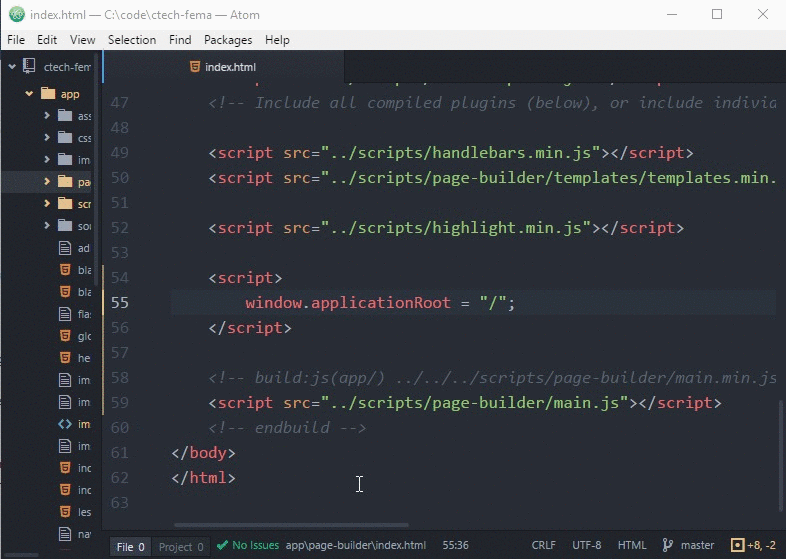 index.html — C:\code\ctech-fema — Atom
File Edit View Selection Find Packages Help
ctech-fem
index.html
app
ass
css
im
pa
scr
sou
ad
bla
bla
fla
glo
he
im
im
im
im
ind
ind
les
na
47 <!-- Include all compiled plugins (below), or include individ
48
49 <script src="../scripts/handlebars.min.js"></script>
50 <script src="../scripts/page-builder/templates/templates.min.
51
52 <script src="../scripts/highlight.min.js"></script>
53
54 <script>
55 window.applicationRoot = "/";
56 </script>
57
58 <!-- build:js(app/) ../../../scripts/page-builder/main.min.js
59 <script src="../scripts/page-builder/main.js"></script>
60 <!-- endbuild -->
61 </body>
62 </html>
63
File 0 Project 0 No Issues app\page-builder\index.html 55:36 CRLF UTF-8 HTML master +8, -2